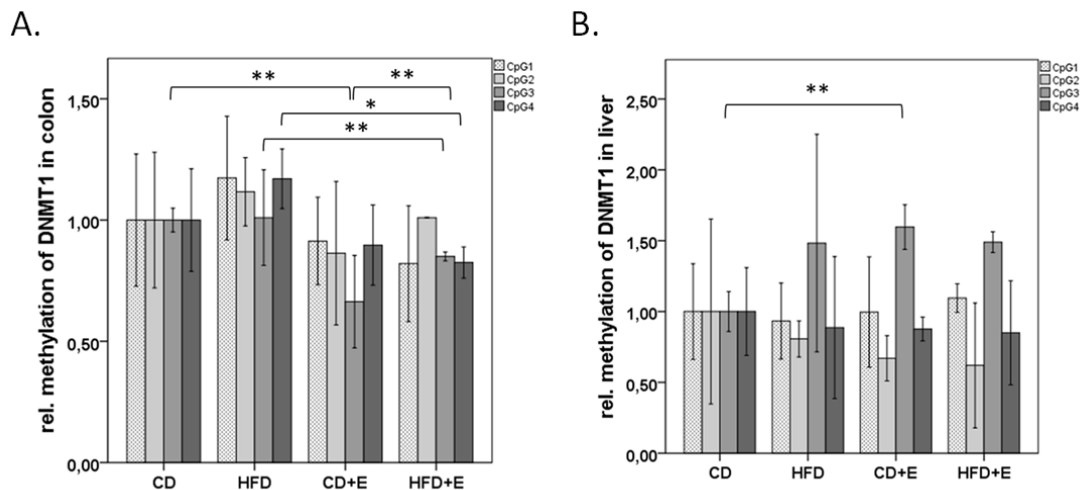 A.
rel. methylation of DNMT1 in colon
1,50
1,00
0,50
0,00
**
**
*
**
CpG1
CpG2
CpG3
CpG4
CD
HFD
CD+E
HFD+E
B.
rel. methylation of DNMT1 in liver
2,50
2,00
1,50
1,00
0,50
0,00
**
CpG1
CpG2
CpG3
CpG4
CD
HFD
CD+E
HFD+E